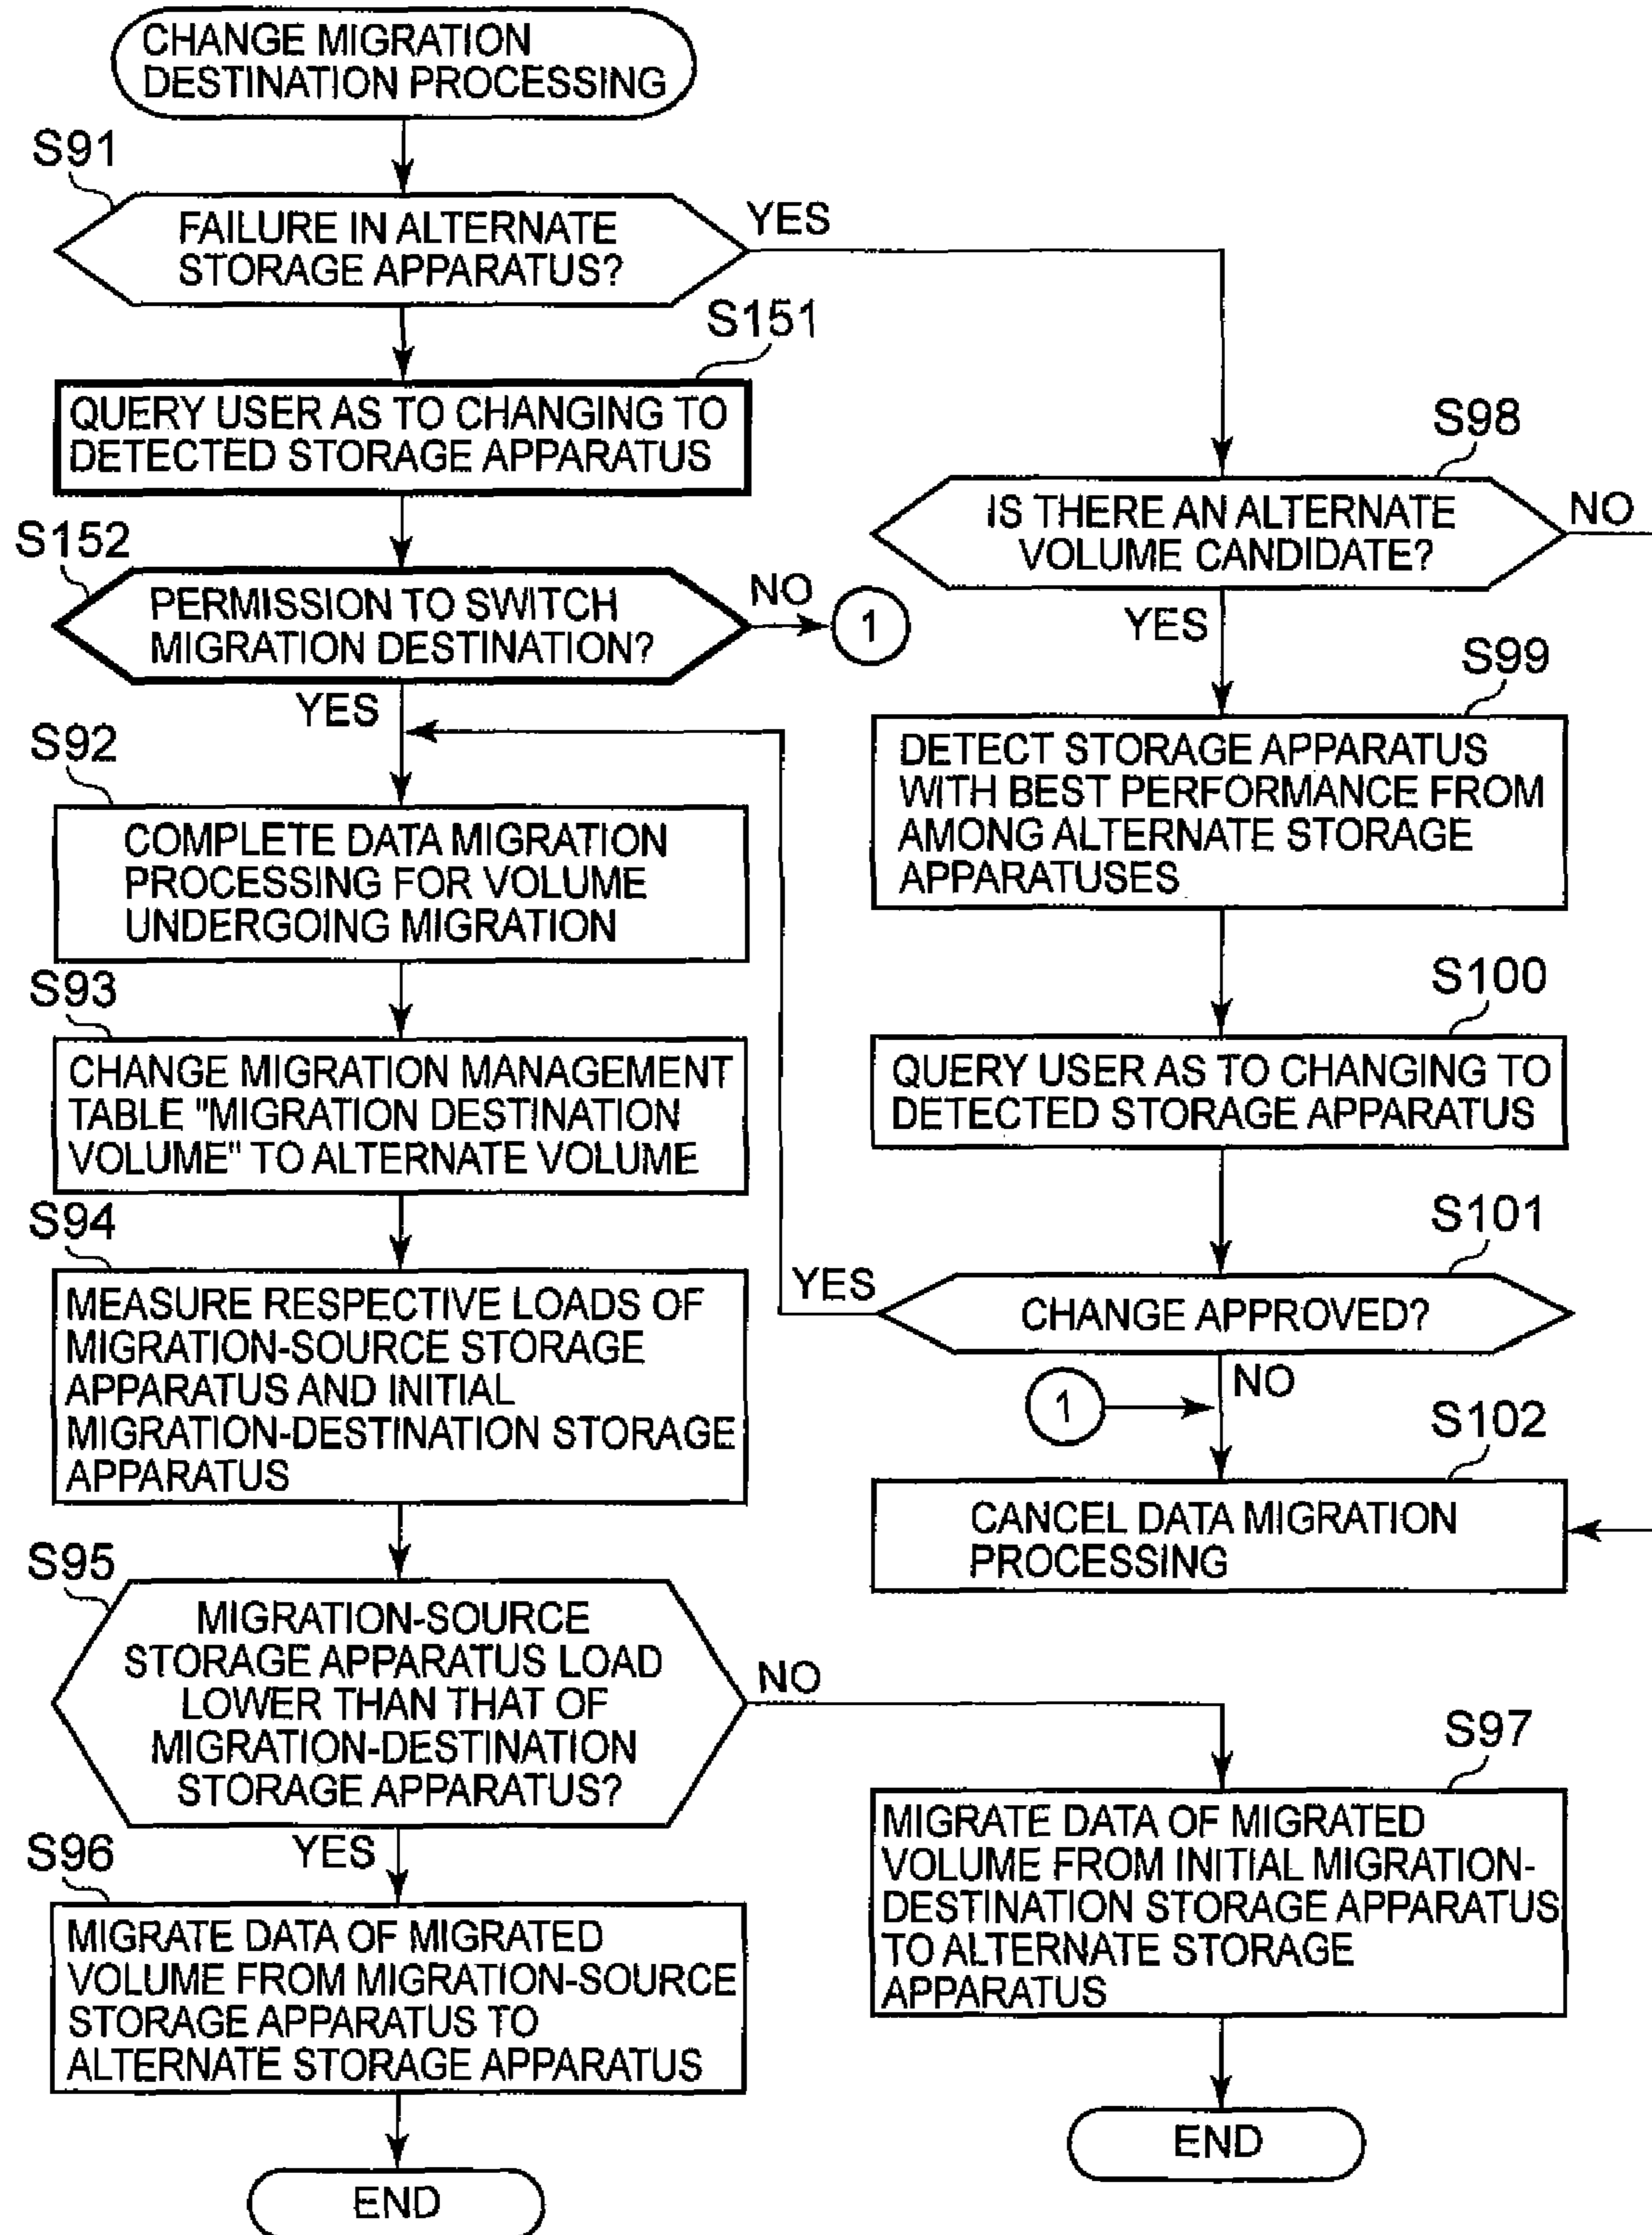 CHANGE MIGRATION
DESTINATION PROCESSING
S91
FAILURE IN ALTERNATE
STORAGE APPARATUS?
YES
S151
QUERY USER AS TO CHANGING TO
DETECTED STORAGE APPARATUS
S152
PERMISSION TO SWITCH
MIGRATION DESTINATION?
NO
1
YES
S92
COMPLETE DATA MIGRATION
PROCESSING FOR VOLUME
UNDERGOING MIGRATION
S93
CHANGE MIGRATION MANAGEMENT
TABLE "MIGRATION DESTINATION
VOLUME" TO ALTERNATE VOLUME
S94
MEASURE RESPECTIVE LOADS OF
MIGRATION-SOURCE STORAGE
APPARATUS AND INITIAL
MIGRATION-DESTINATION STORAGE
APPARATUS
S95
MIGRATION-SOURCE
STORAGE APPARATUS LOAD
LOWER THAN THAT OF
MIGRATION-DESTINATION
STORAGE APPARATUS?
NO
YES
S96
MIGRATE DATA OF MIGRATED
VOLUME FROM MIGRATION-SOURCE
STORAGE APPARATUS TO
ALTERNATE STORAGE APPARATUS
END
S98
IS THERE AN ALTERNATE
VOLUME CANDIDATE?
NO
YES
S99
DETECT STORAGE APPARATUS
WITH BEST PERFORMANCE FROM
AMONG ALTERNATE STORAGE
APPARATUSES
S100
QUERY USER AS TO CHANGING TO
DETECTED STORAGE APPARATUS
S101
YES
CHANGE APPROVED?
NO
1
S102
CANCEL DATA MIGRATION
PROCESSING
S97
MIGRATE DATA OF MIGRATED
VOLUME FROM INITIAL MIGRATION-
DESTINATION STORAGE APPARATUS
TO ALTERNATE STORAGE
APPARATUS
END